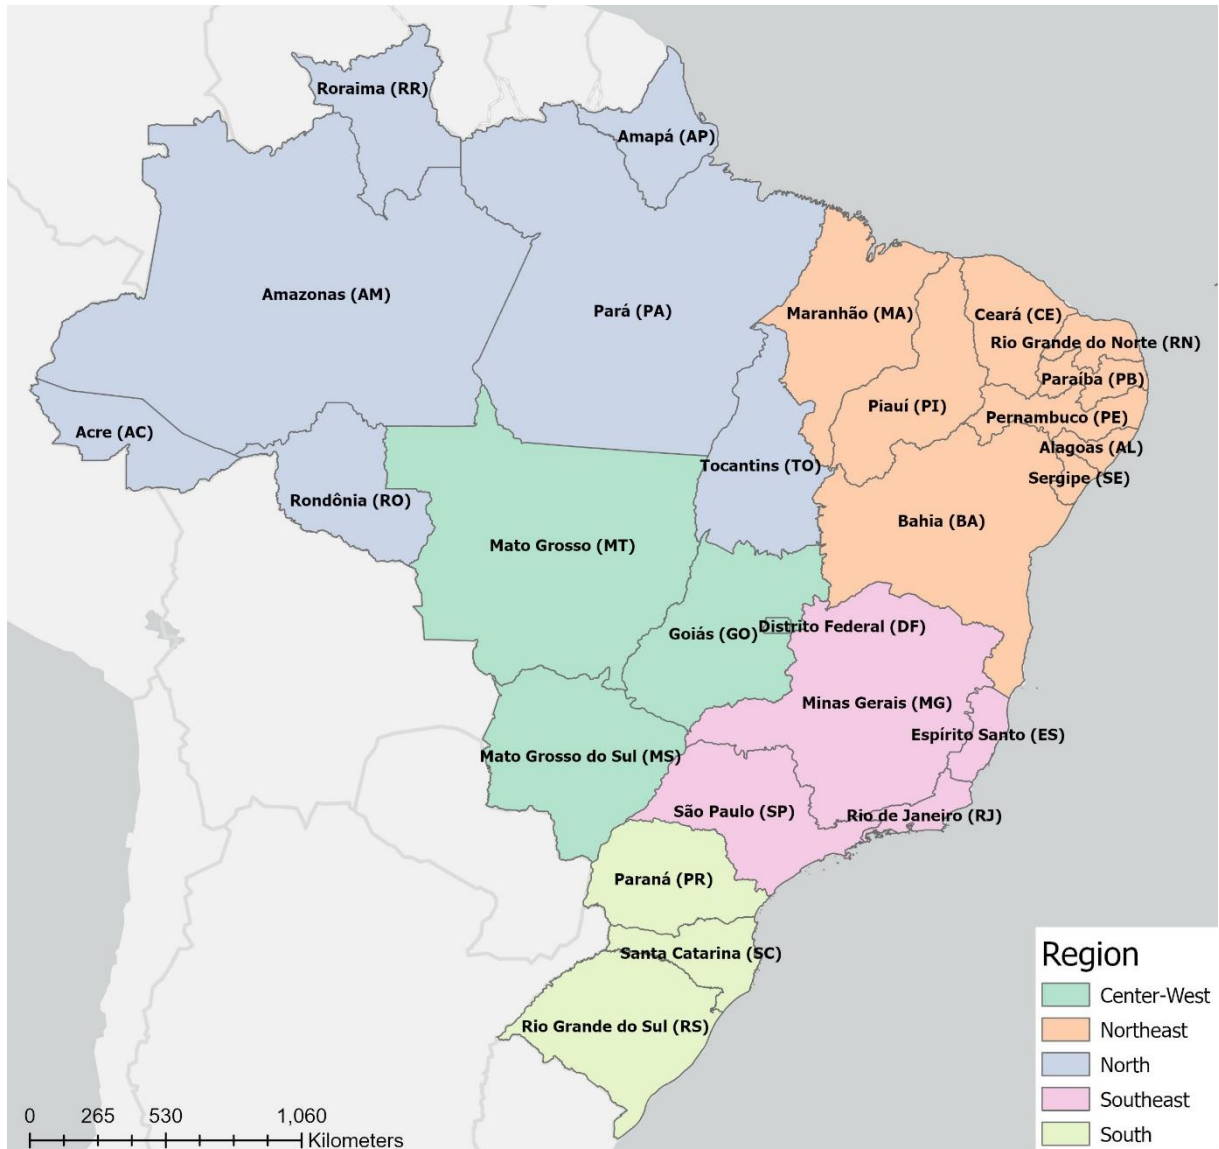 Roraima (RR)
Amapá (AP)
Amazonas (AM)
Pará (PA)
Maranhão (MA)
Ceará (CE)
Rio Grande do Norte (RN)
Paraíba (PB)
Piauí (PI)
Pernambuco (PE)
Acre (AC)
Alagoas (AL)
Tocantins (TO)
Sergipe (SE)
Rondônia (RO)
Bahia (BA)
Mato Grosso (MT)
Distrito Federal (DF)
Goiás (GO)
Minas Gerais (MG)
Espírito Santo (ES)
Mato Grosso do Sul (MS)
São Paulo (SP)
Rio de Janeiro (RJ)
Paraná (PR)
Santa Catarina (SC)
Rio Grande do Sul (RS)
Region
Center-West
Northeast
North
Southeast
South
0 265 530 1,060
Kilometers